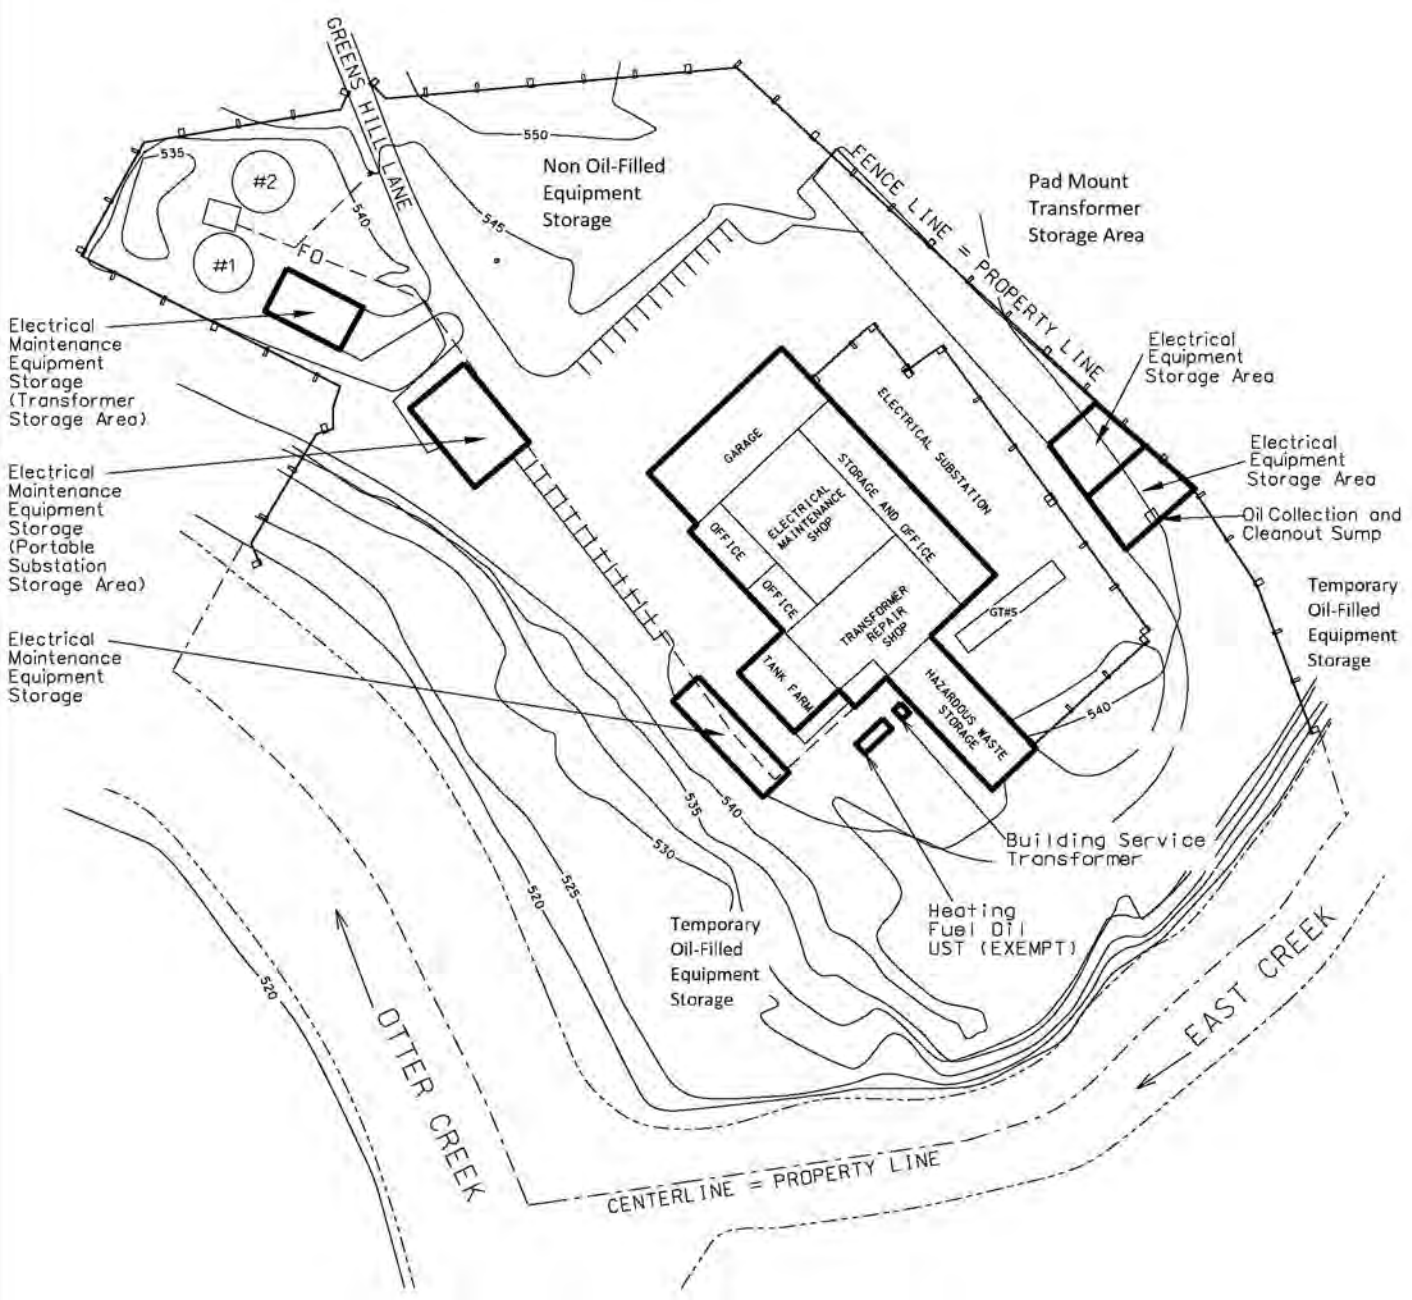 GREENS HILL LANE
550
535
#2
540
545
#1
FO
Non Oil-Filled
Equipment
Storage
FENCE LINE = PROPERTY LINE
Pad Mount
Transformer
Storage Area
Electrical
Maintenance
Equipment
Storage
(Transformer
Storage Area)
Electrical
Maintenance
Equipment
Storage
(Portable
Substation
Storage Area)
Electrical
Maintenance
Equipment
Storage
GARAGE
ELECTRICAL
MAINTENANCE
SHOP
STORAGE AND OFFICE
ELECTRICAL SUBSTATION
OFFICE
OFFICE
TRANSFORMER
REPAIR
SHOP
TANK FARM
HAZARDOUS WASTE
STORAGE
GT#5
Electrical
Equipment
Storage Area
Electrical
Equipment
Storage Area
Oil Collection and
Cleanout Sump
Temporary
Oil-Filled
Equipment
Storage
540
Building Service
Transformer
Heating
Fuel Oil
UST (EXEMPT)
540
535
530
525
520
520
Temporary
Oil-Filled
Equipment
Storage
OTTER CREEK
EAST CREEK
CENTERLINE = PROPERTY LINE